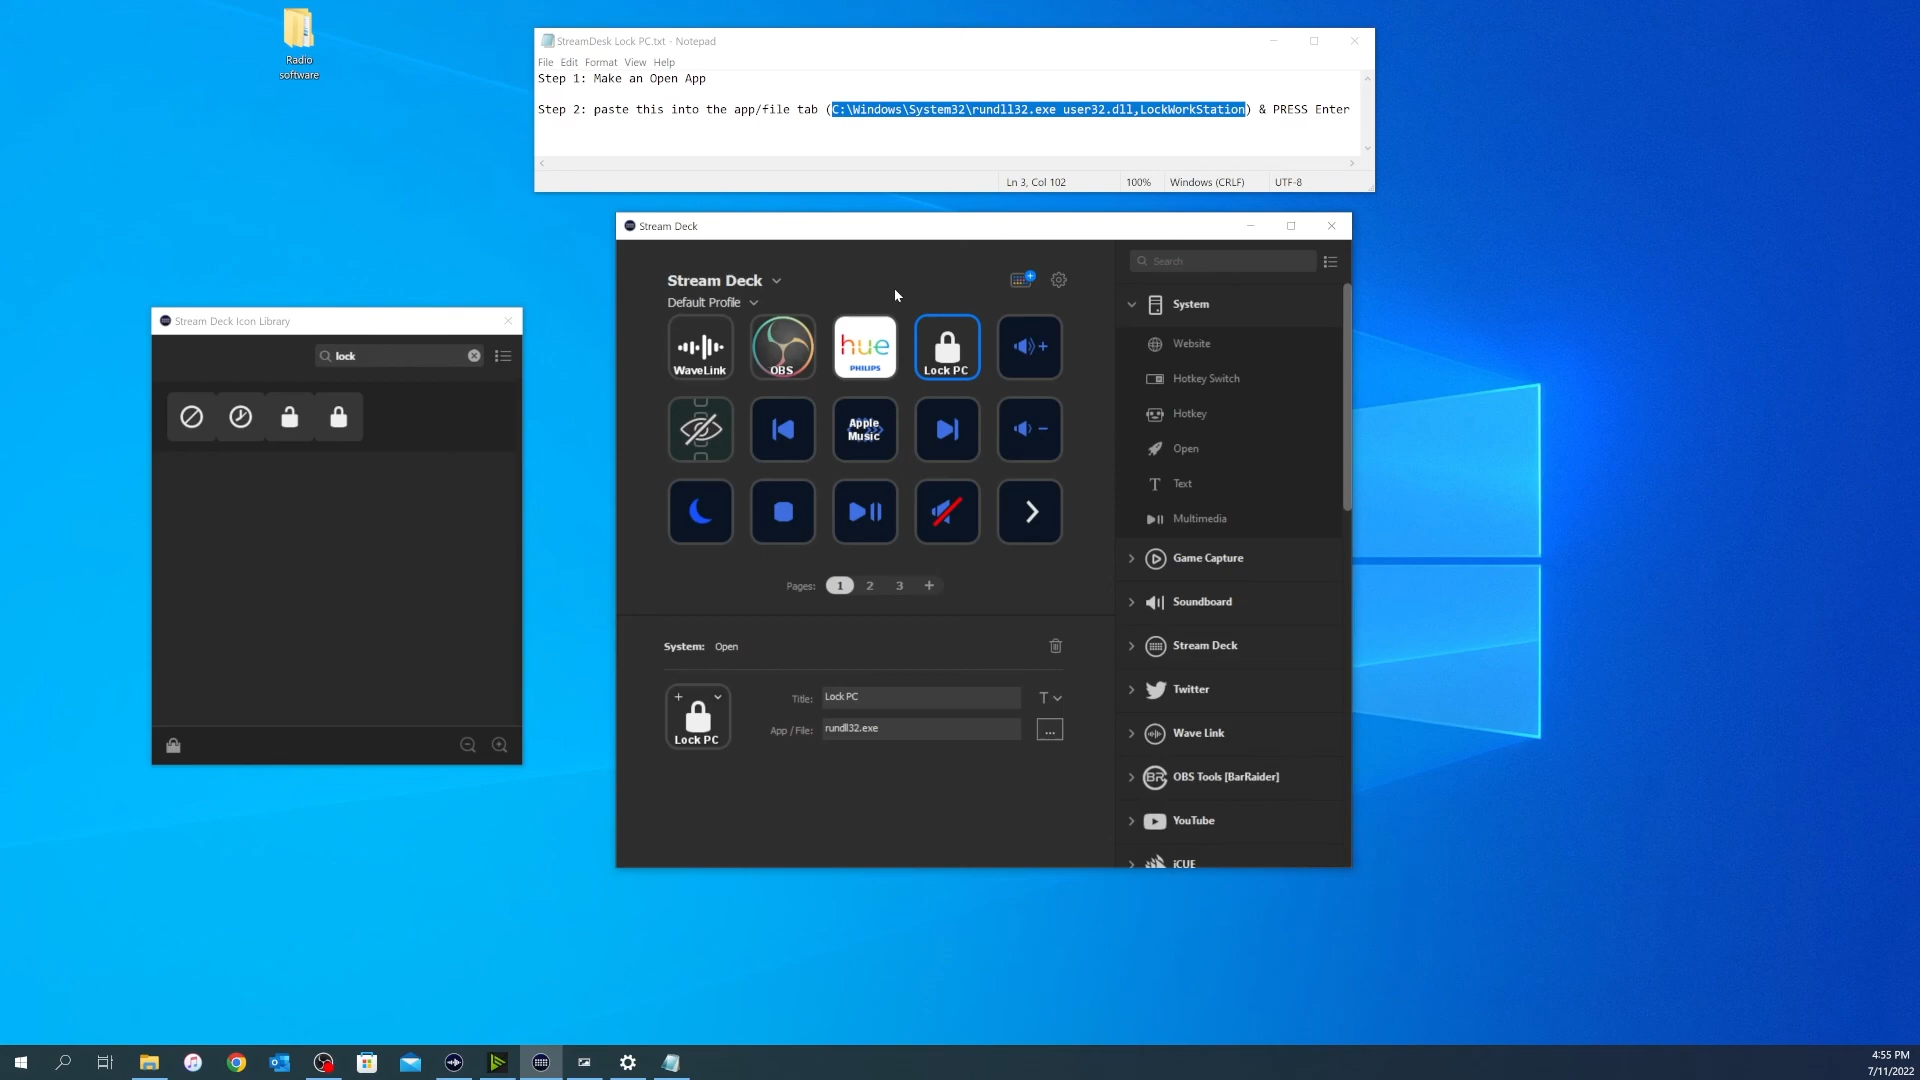 Radio
software
StreamDesk Lock PC.txt - Notepad
File Edit Format View Help
Step 1: Make an Open App
Step 2: paste this into the app/file tab (C:\Windows\System32\rundll32.exe user32.dll,LockWorkStation) & PRESS Enter
Ln 3, Col 102
100%
Windows (CRLF)
UTF-8
Stream Deck Icon Library
lock
Stream Deck
Stream Deck
Default Profile
WaveLink
OBS
hue
PHILIPS
Lock PC
Apple
Music
Pages: 1 2 3 +
System: Open
Lock PC
Title: Lock PC
App / File: rundll32.exe
...
Search
System
Website
Hotkey Switch
Hotkey
Open
Text
Multimedia
Game Capture
Soundboard
Stream Deck
Twitter
Wave Link
BR OBS Tools [BarRaider]
YouTube
iCUE
4:55 PM
7/11/2022